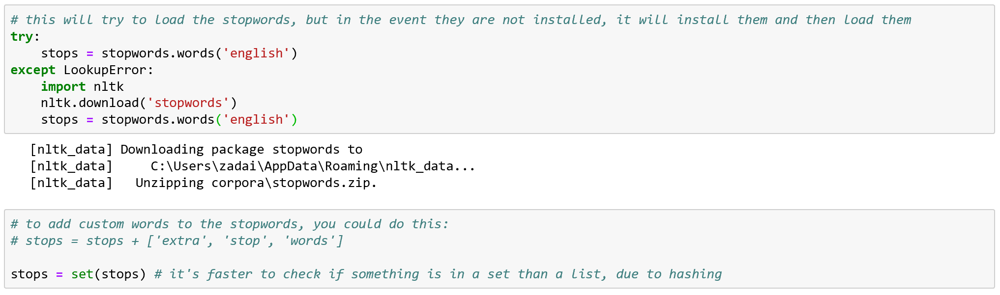 # this will try to load the stopwords, but in the event they are not installed, it will install them and then load them
try:
    stops = stopwords.words('english')
except LookupError:
    import nltk
    nltk.download('stopwords')
    stops = stopwords.words('english')
[nltk_data] Downloading package stopwords to
[nltk_data]     C:\Users\zadai\AppData\Roaming\nltk_data...
[nltk_data]   Unzipping corpora\stopwords.zip.
# to add custom words to the stopwords, you could do this:
# stops = stops + ['extra', 'stop', 'words']
stops = set(stops) # it's faster to check if something is in a set than a list, due to hashing